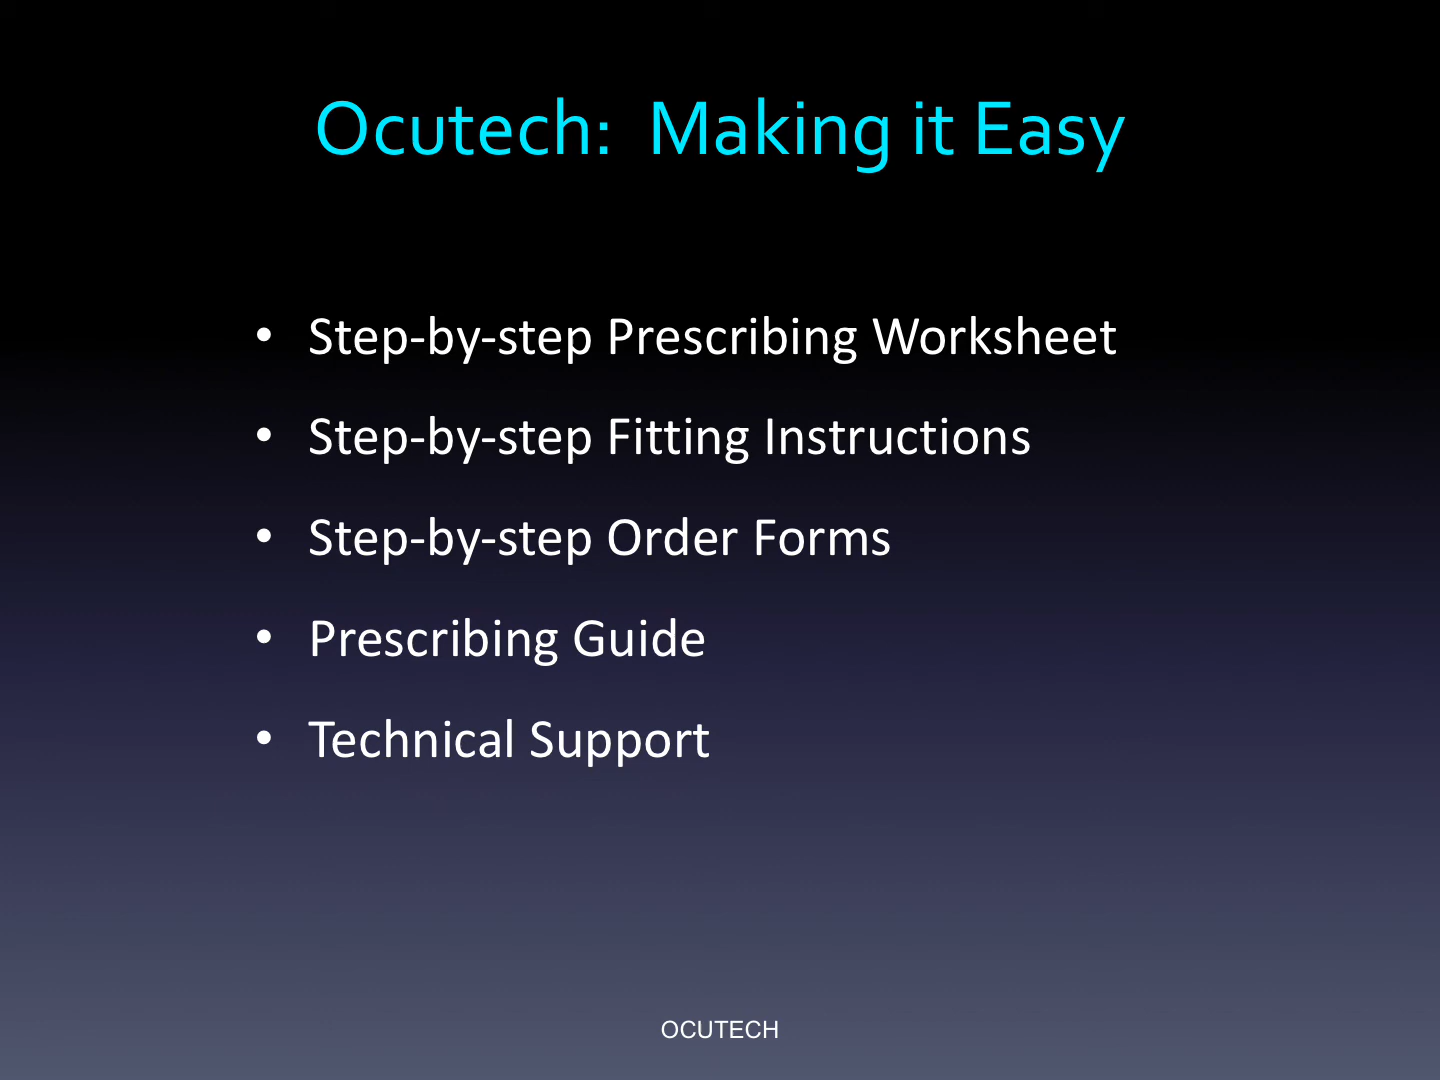 Ocutech:  Making it Easy
• Step-by-step Prescribing Worksheet
• Step-by-step Fitting Instructions
• Step-by-step Order Forms
• Prescribing Guide
• Technical Support
OCUTECH